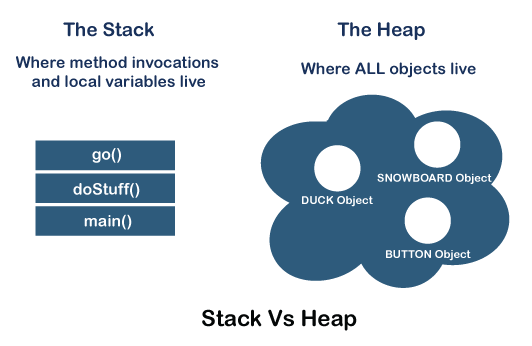 The Stack
Where method invocations
and local variables live
go()
doStuff()
main()
The Heap
Where ALL objects live
SNOWBOARD Object
DUCK Object
BUTTON Object
Stack Vs Heap